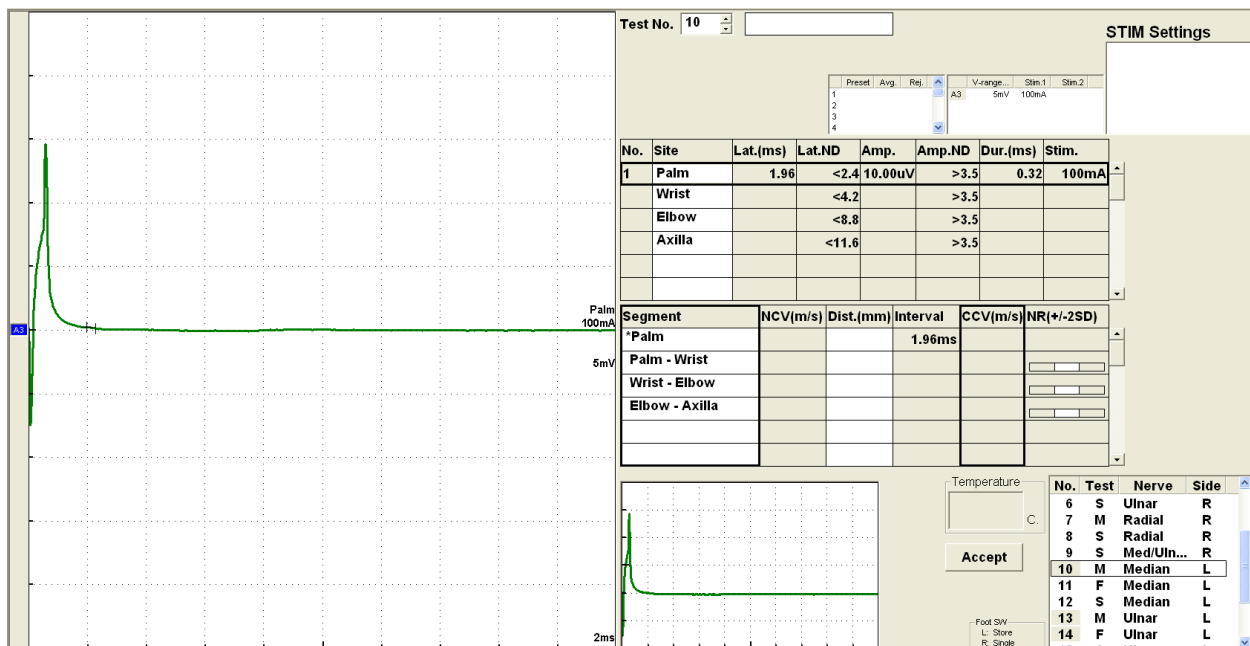 Test No. 10
STIM Settings
Preset Avg. Rej.
1
2
3
4
V-range... Stim.1 Stim.2
A3 5mV 100mA
No. Site Lat.(ms) Lat.ND Amp. Amp.ND Dur.(ms) Stim.
1 Palm 1.96 <2.4 10.00uV >3.5 0.32 100mA
Wrist <4.2 >3.5
Elbow <8.8 >3.5
Axilla <11.6 >3.5
A3
Palm
100mA
5mV
2ms
Segment NCV(m/s) Dist.(mm) Interval CCV(m/s) NR(+/-2SD)
*Palm 1.96ms
Palm - Wrist
Wrist - Elbow
Elbow - Axilla
Temperature
C.
Accept
Foot SW
L: Store
R: Single
No. Test Nerve Side
6 S Ulnar R
7 M Radial R
8 S Radial R
9 S Med/Uln... R
10 M Median L
11 F Median L
12 S Median L
13 M Ulnar L
14 F Ulnar L